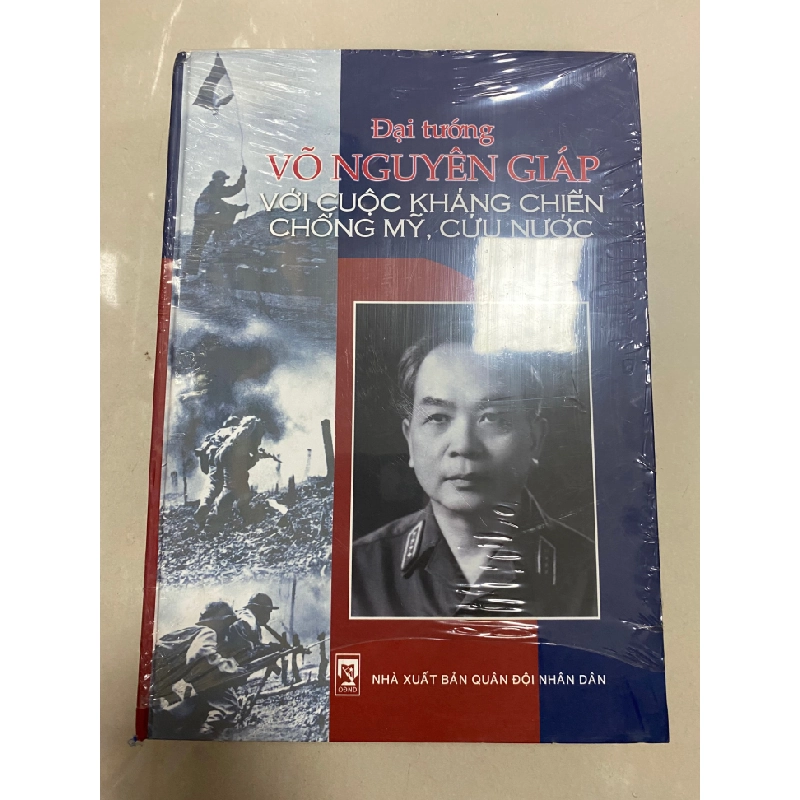 Đại tướng
VÕ NGUYÊN GIÁP
VỚI CUỘC KHÁNG CHIẾN
CHỐNG MỸ, CỨU NƯỚC
QĐND
NHÀ XUẤT BẢN QUÂN ĐỘI NHÂN DÂN